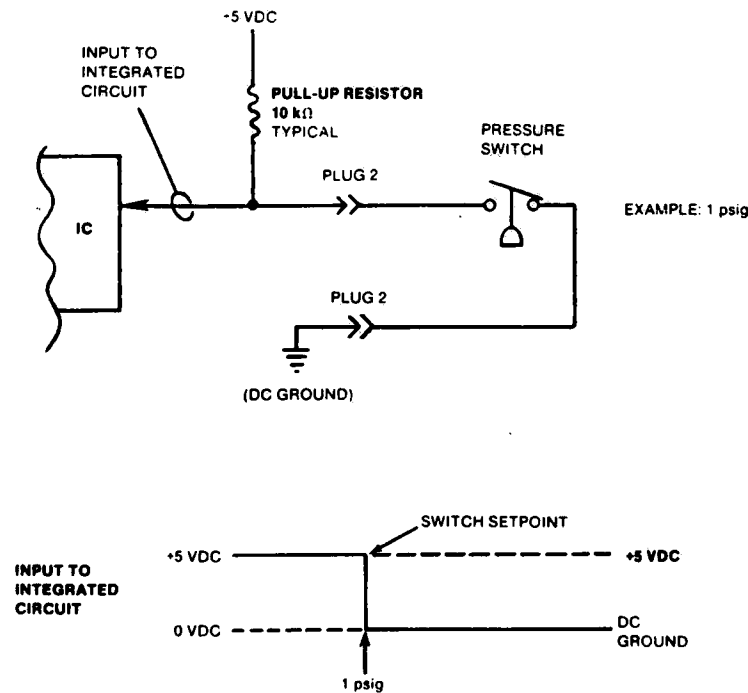 -5 VDC
INPUT TO
INTEGRATED
CIRCUIT
PULL-UP RESISTOR
10 kΩ
TYPICAL
PRESSURE
SWITCH
PLUG 2
IC
EXAMPLE: 1 psig
PLUG 2
(DC GROUND)
SWITCH SETPOINT
+5 VDC
+5 VDC
INPUT TO
INTEGRATED
CIRCUIT
0 VDC
DC
GROUND
1 psig